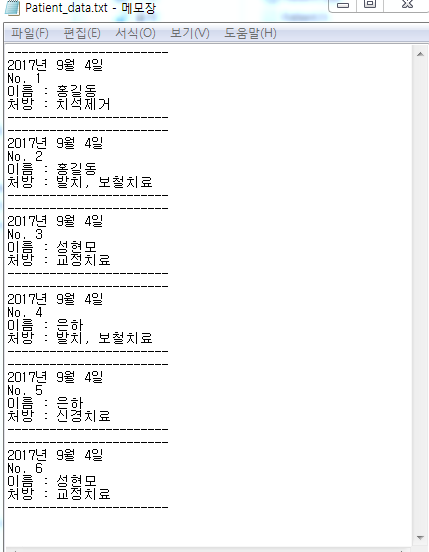 Patient_data.txt - 메모장
파일(F) 편집(E) 서식(O) 보기(V) 도움말(H)
-----------------------
2017년 9월 4일
No. 1
이름 : 홍길동
처방 : 치석제거
-----------------------
-----------------------
2017년 9월 4일
No. 2
이름 : 홍길동
처방 : 발치, 보철치료
-----------------------
-----------------------
2017년 9월 4일
No. 3
이름 : 성현모
처방 : 교정치료
-----------------------
-----------------------
2017년 9월 4일
No. 4
이름 : 은하
처방 : 발치, 보철치료
-----------------------
-----------------------
2017년 9월 4일
No. 5
이름 : 은하
처방 : 신경치료
-----------------------
-----------------------
2017년 9월 4일
No. 6
이름 : 성현모
처방 : 교정치료
-----------------------